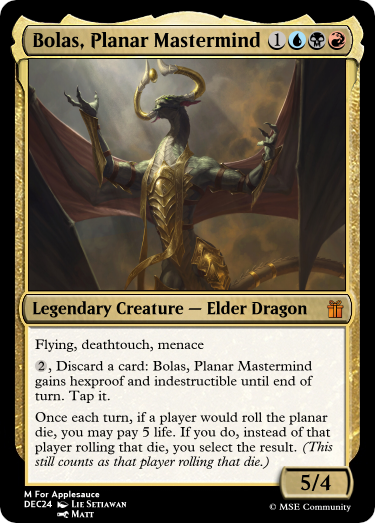 Bolas, Planar Mastermind 1
Legendary Creature — Elder Dragon
Flying, deathtouch, menace
2, Discard a card: Bolas, Planar Mastermind
gains hexproof and indestructible until end of
turn. Tap it.
Once each turn, if a player would roll the planar
die, you may pay 5 life. If you do, instead of that
player rolling that die, you select the result. (This
still counts as that player rolling that die.)
5/4
M For Applesauce
DEC24 Lie Setiawan
Matt
© MSE Community